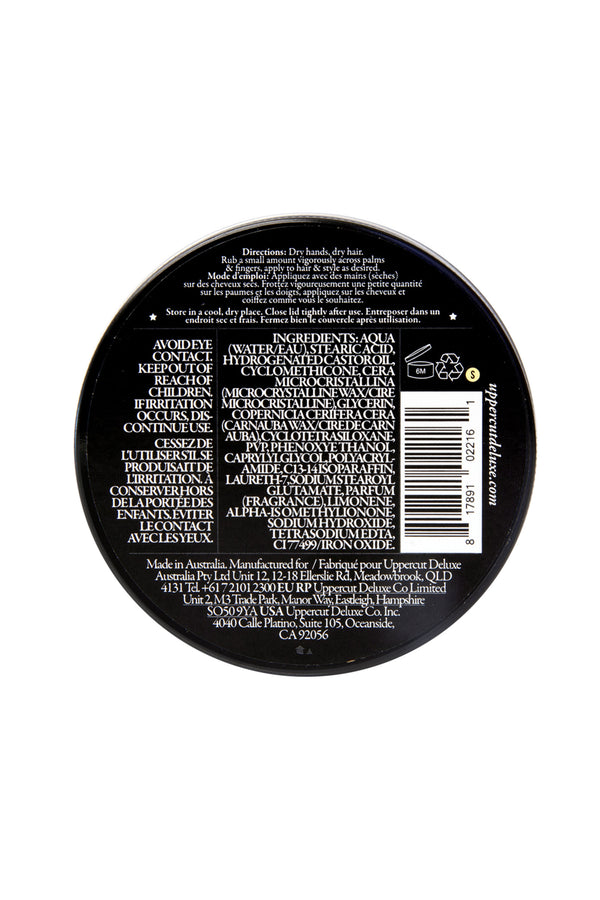 Directions: Dry hands, dry hair.
Rub a small amount vigorously across palms
& fingers, apply to hair & style as desired.
Mode d'emploi: Appliquez avec des mains (sèches)
sur des cheveux secs. Frottez vigoureusement une petite quantité
sur les paumes et les doigts, appliquez sur les cheveux et
coiffez comme vous le souhaitez.
Store in a cool, dry place. Close lid tightly after use. Entreposer dans un
endroit sec et frais. Fermez bien le couvercle après utilisation.
AVOID EYE
CONTACT.
KEEP OUT OF
REACH OF
CHILDREN.
IF IRRITATION
OCCURS, DIS-
CONTINUE USE.
CESSEZ DE
L'UTILISER S'IL SE
PRODUISAIT DE
L'IRRITATION. À
CONSERVER HORS
DE LA PORTÉE DES
ENFANTS. ÉVITER
LE CONTACT
AVEC LES YEUX.
INGREDIENTS: AQUA
(WATER/EAU), STEARIC ACID,
HYDROGENATED CASTOR OIL,
CYCLOMETHICONE, CERA
MICROCRISTALLINA
(MICROCRYSTALLINE WAX/CIRE
MICROCRISTALLINE), GLYCERIN,
COPERNICIA CERIFERA CERA
(CARNAUBA WAX/CIRE DE CARN
AUBA), CYCLOTETRASILOXANE,
PVP, PHENOXYETHANOL,
CAPRYLYL GLYCOL, POLYACRYL
AMIDE, C13-14 ISOPARAFFIN,
LAURETH-7, SODIUM STEAROYL
GLUTAMATE, PARFUM
(FRAGRANCE), LIMONENE,
ALPHA-ISOMETHYL IONONE,
SODIUM HYDROXIDE,
TETRASODIUM EDTA,
CI 77499/IRON OXIDE.
6M
S
uppercutdeluxe.com
8 17891 02216 1
Made in Australia. Manufactured for / Fabriqué pour Uppercut Deluxe
Australia Pty Ltd Unit 12, 12-18 Ellerslie Rd, Meadowbrook, QLD
4131 Tel. +61 7 2101 2300 EU RP Uppercut Deluxe Co Limited
Unit 2, M3 Trade Park, Manor Way, Eastleigh, Hampshire
SO50 9YA USA Uppercut Deluxe Co. Inc.
4040 Calle Platino, Suite 105, Oceanside,
CA 92056